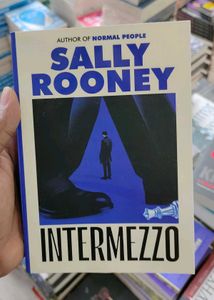 AUTHOR OF NORMAL PEOPLE
SALLY
ROONEY
INTERMEZZO